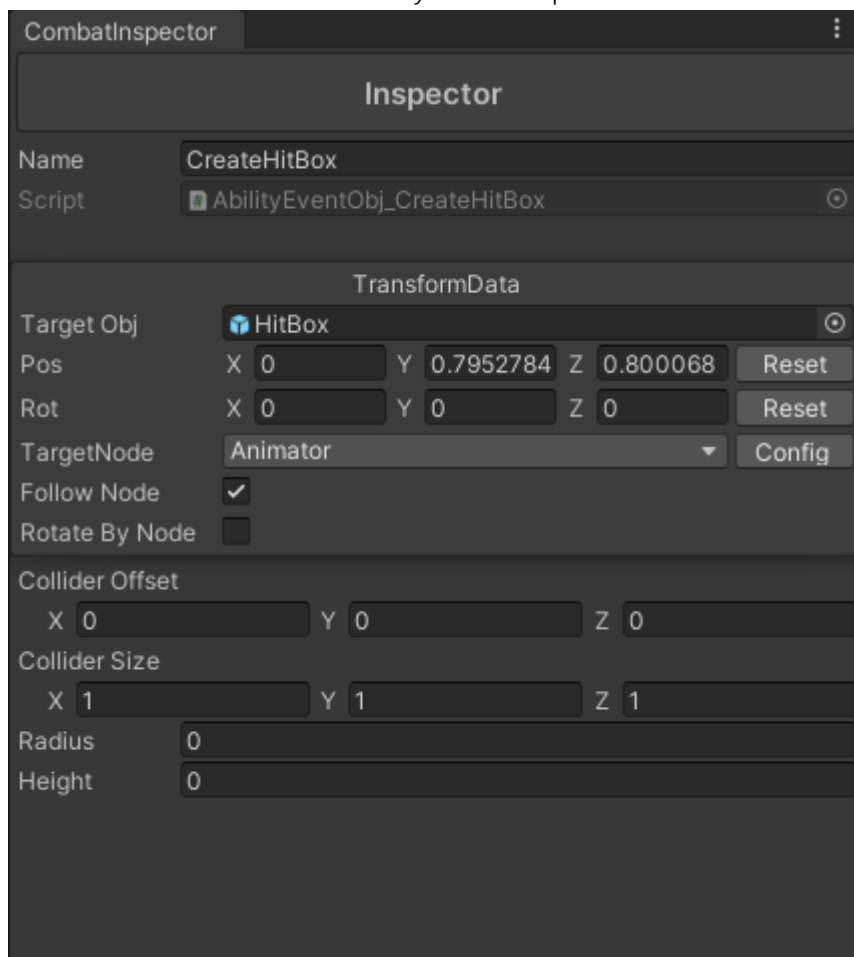 CombatInspector
Inspector
Name CreateHitBox
Script AbilityEventObj_CreateHitBox
TransformData
Target Obj HitBox
Pos X 0 Y 0.7952784 Z 0.800068 Reset
Rot X 0 Y 0 Z 0 Reset
TargetNode Animator Config
Follow Node
Rotate By Node
Collider Offset
X 0 Y 0 Z 0
Collider Size
X 1 Y 1 Z 1
Radius 0
Height 0